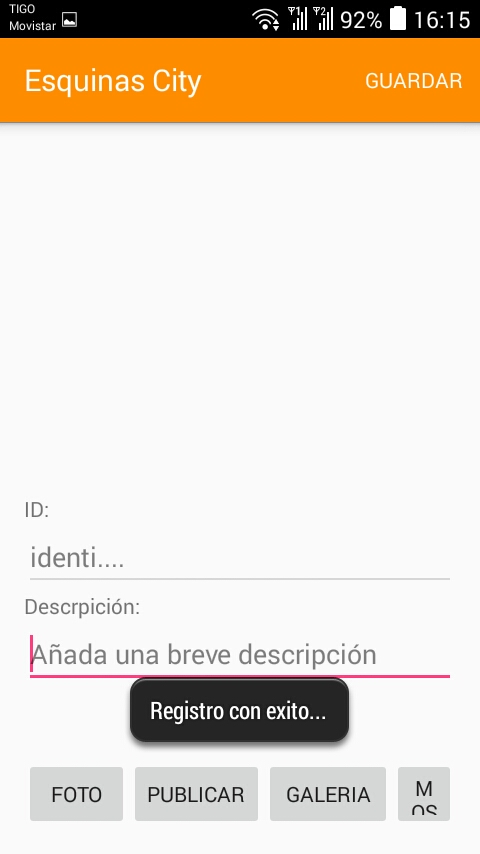 TIGO
Movistar
92% 16:15
Esquinas City GUARDAR
ID:
identi....
Descrpición:
Añada una breve descripción
Registro con exito...
FOTO PUBLICAR GALERIA M
OS